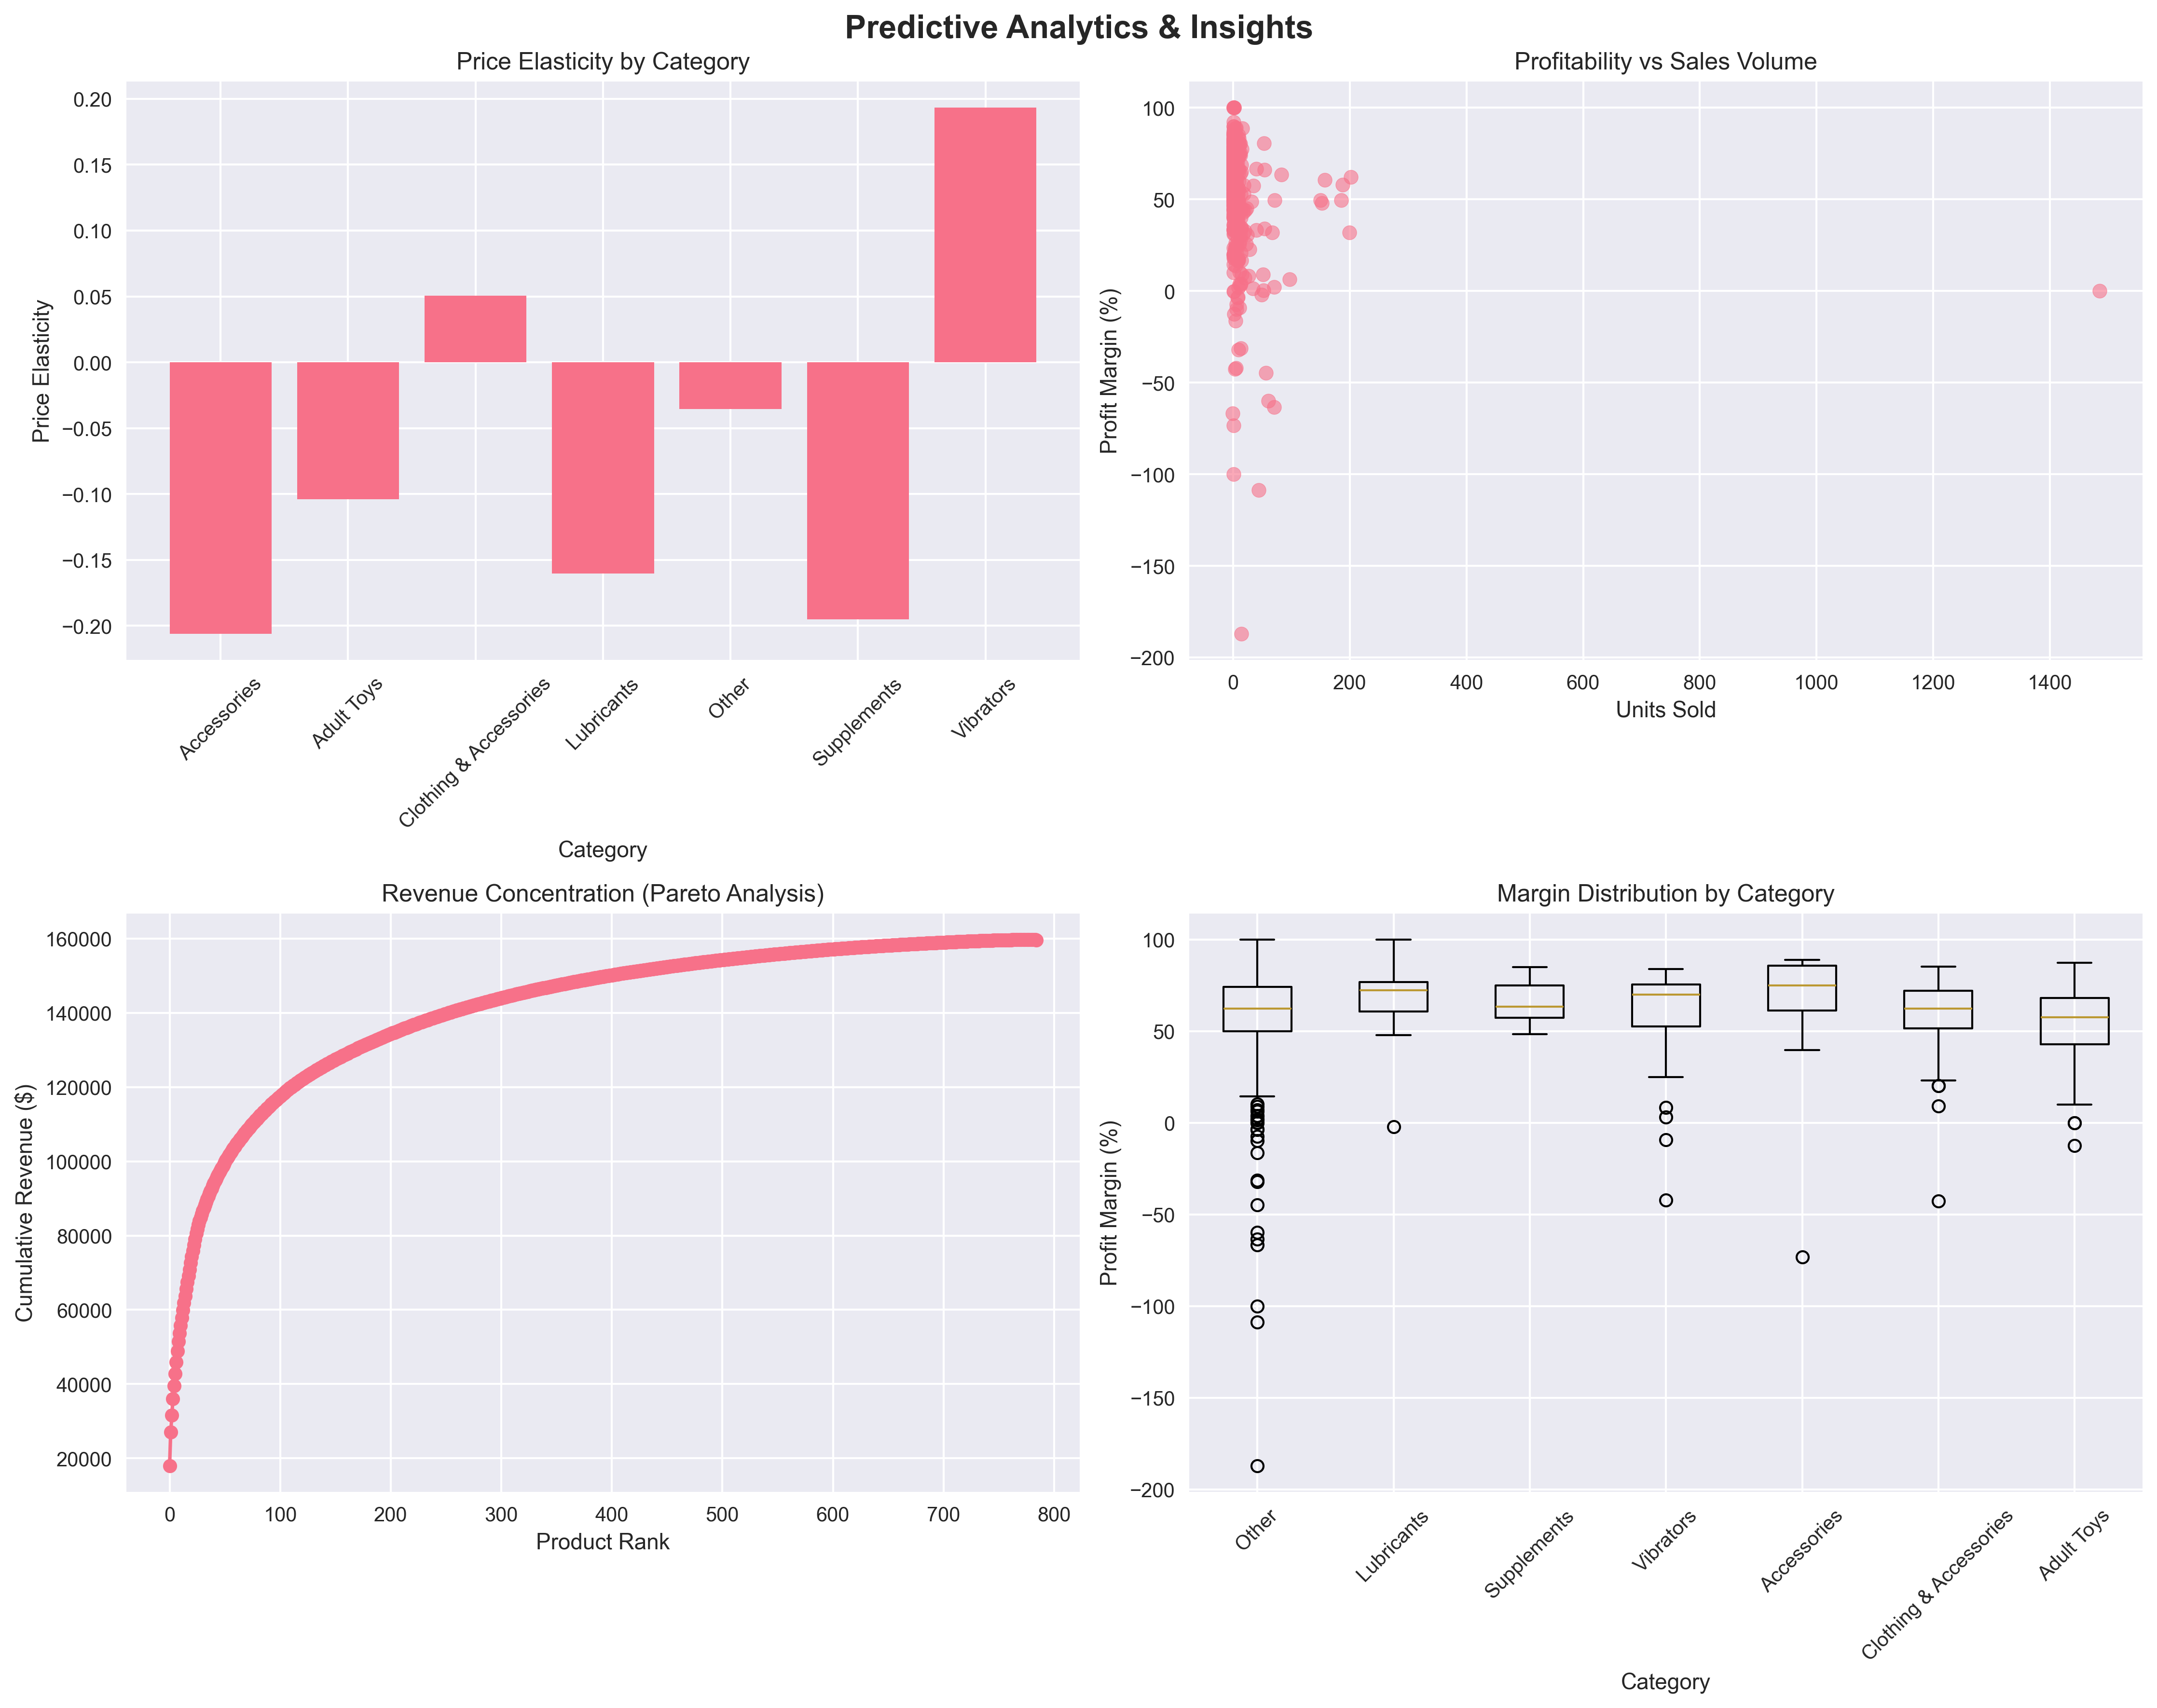 Predictive Analytics & Insights
Price Elasticity by Category
Price Elasticity
0.20
0.15
0.10
0.05
0.00
−0.05
−0.10
−0.15
−0.20
Accessories
Adult Toys
Clothing & Accessories
Lubricants
Other
Supplements
Vibrators
Category
Profitability vs Sales Volume
Profit Margin (%)
100
50
0
−50
−100
−150
−200
0 200 400 600 800 1000 1200 1400
Units Sold
Revenue Concentration (Pareto Analysis)
Cumulative Revenue ($)
160000
140000
120000
100000
80000
60000
40000
20000
0 100 200 300 400 500 600 700 800
Product Rank
Margin Distribution by Category
Profit Margin (%)
100
50
0
−50
−100
−150
−200
Other
Lubricants
Supplements
Vibrators
Accessories
Clothing & Accessories
Adult Toys
Category